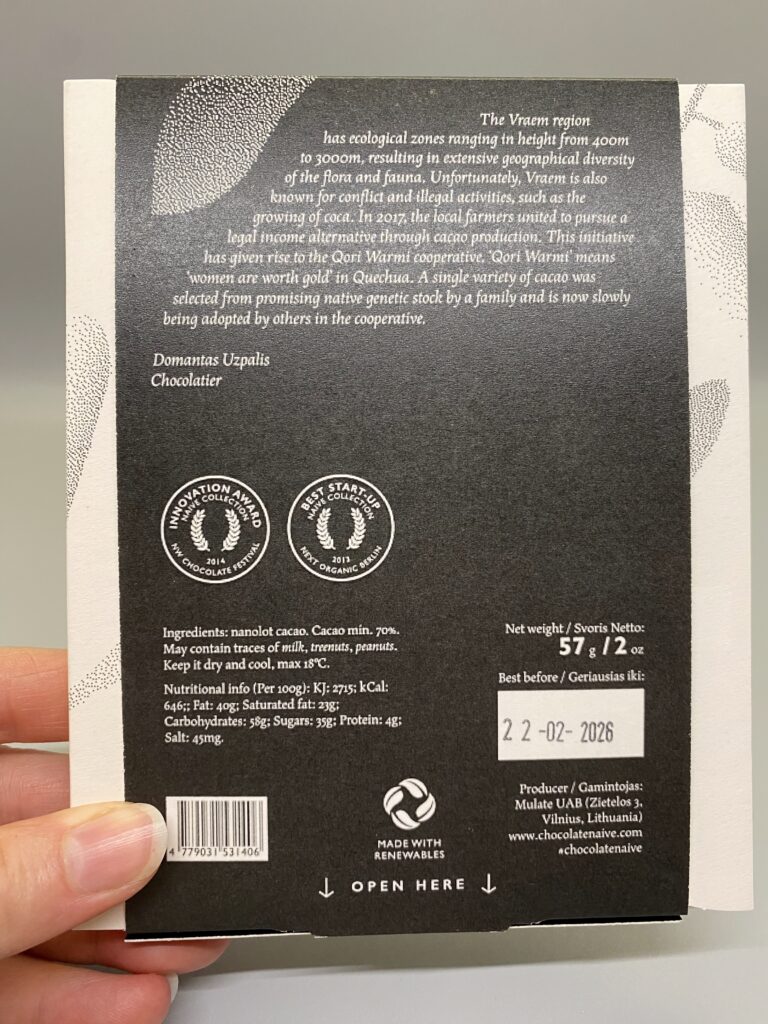 The Vraem region
has ecological zones ranging in height from 400m
to 3000m, resulting in extensive geographical diversity
of the flora and fauna. Unfortunately, Vraem is also
known for conflict and illegal activities, such as the
growing of coca. In 2017, the local farmers united to pursue a
legal income alternative through cacao production. This initiative
has given rise to the Qori Warmi cooperative. 'Qori Warmi' means
'women are worth gold' in Quechua. A single variety of cacao was
selected from promising native genetic stock by a family and is now slowly
being adopted by others in the cooperative.
Domantas Uzpalis
Chocolatier
INNOVATION AWARD
NAIVE COLLECTION
2014
NW CHOCOLATE FESTIVAL
BEST START-UP
NAIVE COLLECTION
2013
NEXT ORGANIC BERLIN
Ingredients: nanolot cacao. Cacao min. 70%.
May contain traces of milk, treenuts, peanuts.
Keep it dry and cool, max 18°C.
Nutritional info (Per 100g): KJ: 2715; kCal:
646;; Fat: 40g; Saturated fat: 23g;
Carbohydrates: 58g; Sugars: 35g; Protein: 4g;
Salt: 45mg.
Net weight / Svoris Netto:
57 g / 2 oz
Best before / Geriausias iki:
22-02-2026
Producer / Gamintojas:
Mulate UAB (Zietelos 3,
Vilnius, Lithuania)
www.chocolatenaive.com
#chocolatenaive
4 779031 531406
MADE WITH
RENEWABLES
↓ OPEN HERE ↓